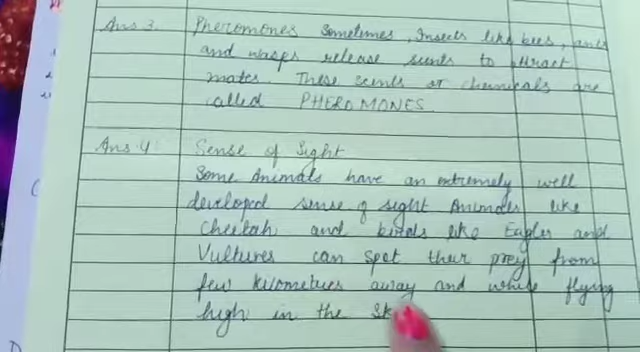 Ans 3. Pheromones Sometimes, Insects like bees, ants
and wasps release scents to attract
mates These scents or chemicals are
called PHEROMONES
Ans 4. Sense of Sight
Some Animals have an extremely well
developed sense of sight Animals like
cheetah and birds like Eagles and
Vultures can spot their prey from
few kilometres away and while flying
high in the